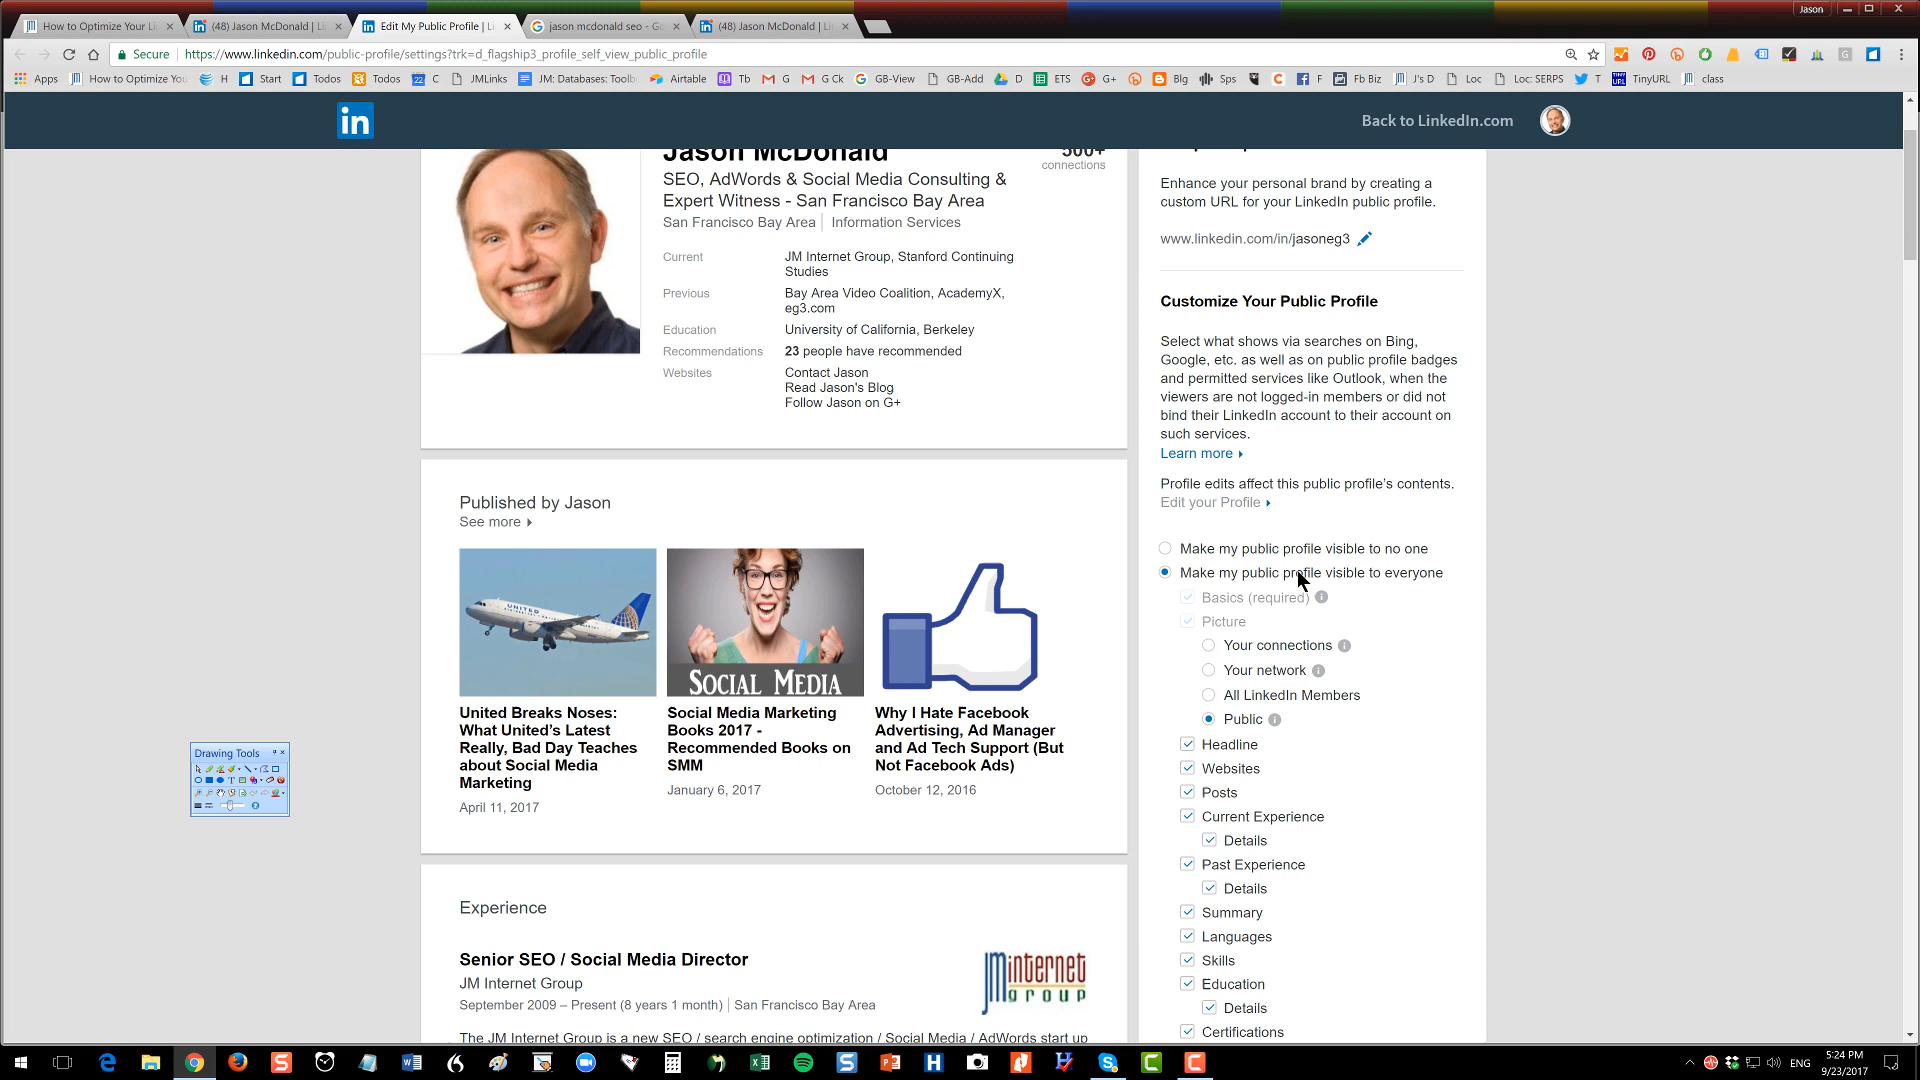 Jason
How to Optimize Your Li
(48) Jason McDonald | Li
Edit My Public Profile | Li
jason mcdonald seo - Go
(48) Jason McDonald | Li
Secure
https://www.linkedin.com/public-profile/settings?trk=d_flagship3_profile_self_view_public_profile
Apps
How to Optimize You
H
Start
Todos
Todos
C
JMLinks
JM: Databases: Toolb
Airtable
Tb
G
G Ck
GB-View
GB-Add
D
ETS
G+
Blg
Sps
F
Fb Biz
J's D
Loc
Loc: SERPS
T
TinyURL
class
in
Back to LinkedIn.com
Jason McDonald
500+
connections
SEO, AdWords & Social Media Consulting &
Expert Witness - San Francisco Bay Area
San Francisco Bay Area
Information Services
Current
JM Internet Group, Stanford Continuing
Studies
Previous
Bay Area Video Coalition, AcademyX,
eg3.com
Education
University of California, Berkeley
Recommendations
23 people have recommended
Websites
Contact Jason
Read Jason's Blog
Follow Jason on G+
Published by Jason
See more
UNITED
SOCIAL MEDIA
United Breaks Noses:
What United's Latest
Really, Bad Day Teaches
about Social Media
Marketing
April 11, 2017
Social Media Marketing
Books 2017 -
Recommended Books on
SMM
January 6, 2017
Why I Hate Facebook
Advertising, Ad Manager
and Ad Tech Support (But
Not Facebook Ads)
October 12, 2016
Experience
Senior SEO / Social Media Director
JM Internet Group
September 2009 – Present (8 years 1 month)
San Francisco Bay Area
JM internet
group
The JM Internet Group is a new SEO / search engine optimization / Social Media / AdWords start up
Enhance your personal brand by creating a
custom URL for your LinkedIn public profile.
www.linkedin.com/in/jasoneg3
Customize Your Public Profile
Select what shows via searches on Bing,
Google, etc. as well as on public profile badges
and permitted services like Outlook, when the
viewers are not logged-in members or did not
bind their LinkedIn account to their account on
such services.
Learn more
Profile edits affect this public profile's contents.
Edit your Profile
Make my public profile visible to no one
Make my public profile visible to everyone
Basics (required)
Picture
Your connections
Your network
All LinkedIn Members
Public
Headline
Websites
Posts
Current Experience
Details
Past Experience
Details
Summary
Languages
Skills
Education
Details
Certifications
Drawing Tools
ENG
5:24 PM
9/23/2017